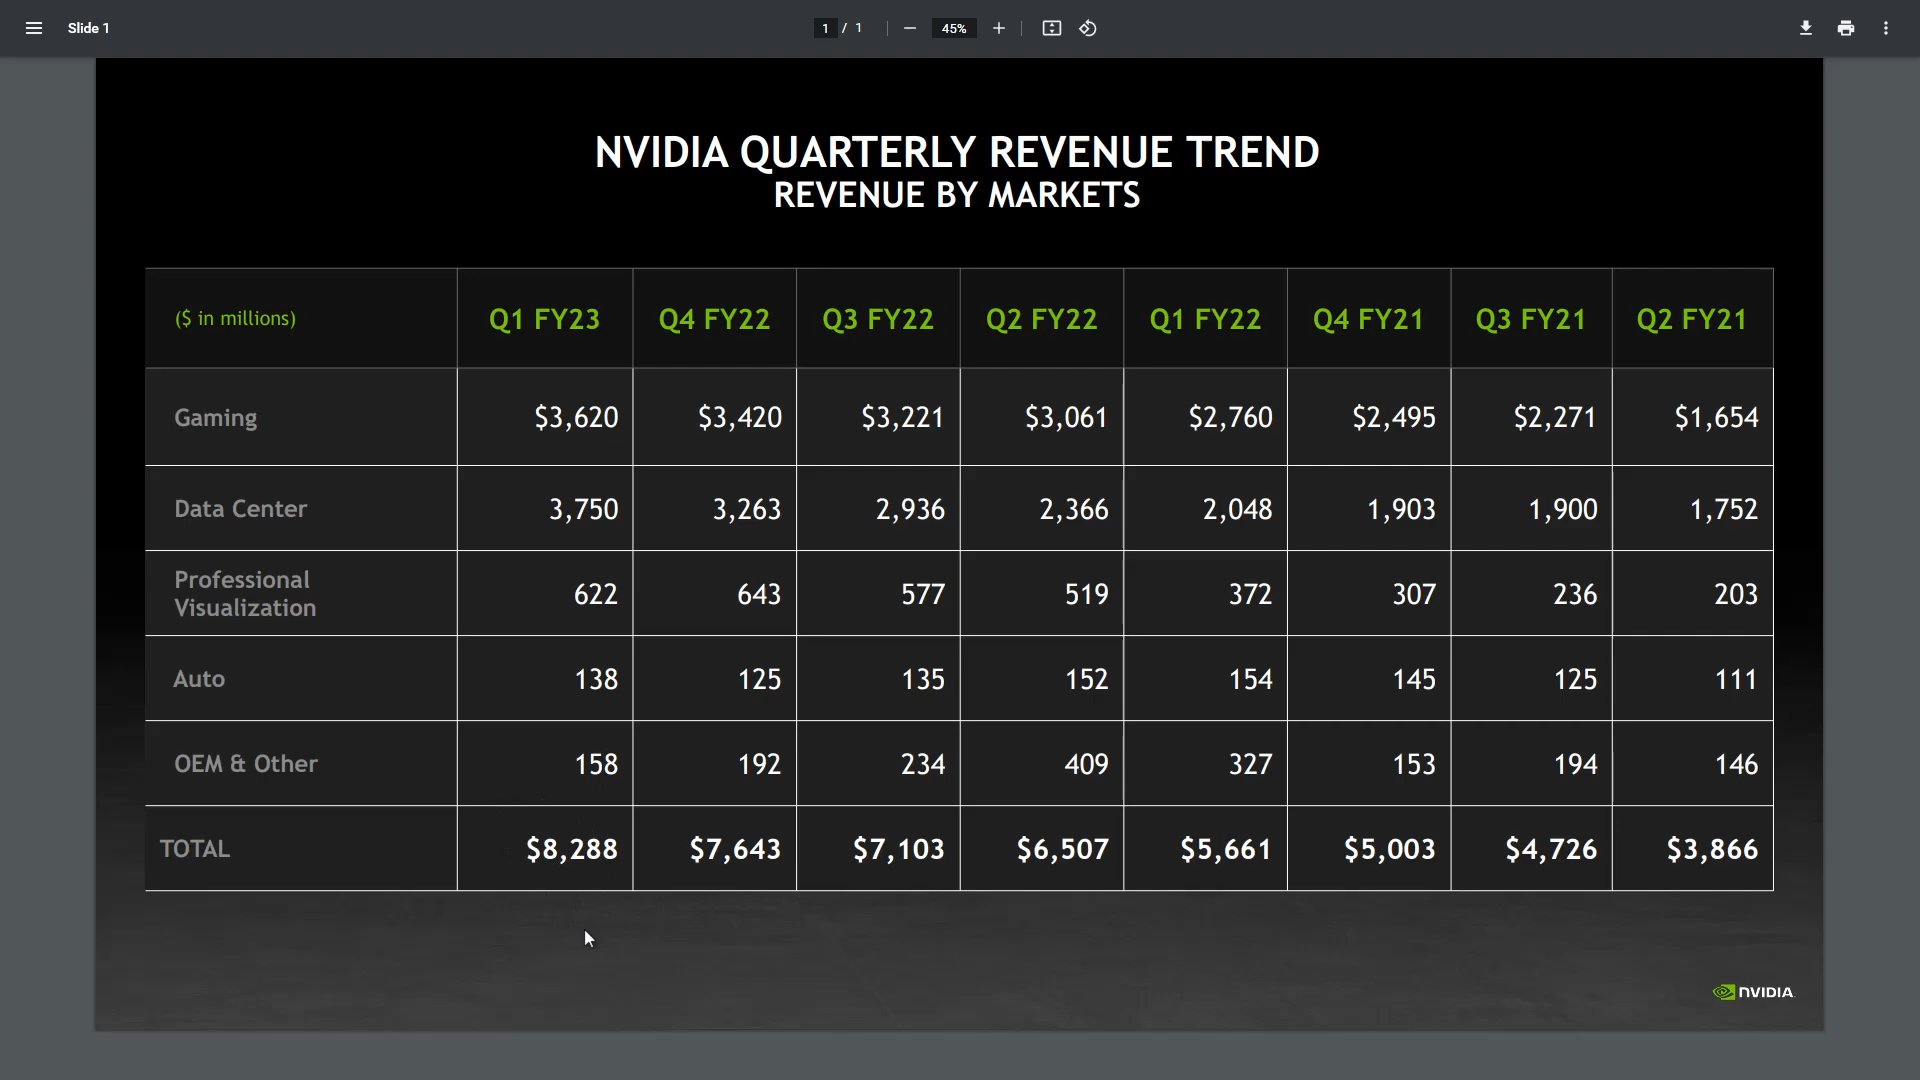 Slide 1
1 / 1
45%
NVIDIA QUARTERLY REVENUE TREND
REVENUE BY MARKETS
($ in millions) Q1 FY23 Q4 FY22 Q3 FY22 Q2 FY22 Q1 FY22 Q4 FY21 Q3 FY21 Q2 FY21
Gaming $3,620 $3,420 $3,221 $3,061 $2,760 $2,495 $2,271 $1,654
Data Center 3,750 3,263 2,936 2,366 2,048 1,903 1,900 1,752
Professional
Visualization 622 643 577 519 372 307 236 203
Auto 138 125 135 152 154 145 125 111
OEM & Other 158 192 234 409 327 153 194 146
TOTAL $8,288 $7,643 $7,103 $6,507 $5,661 $5,003 $4,726 $3,866
NVIDIA